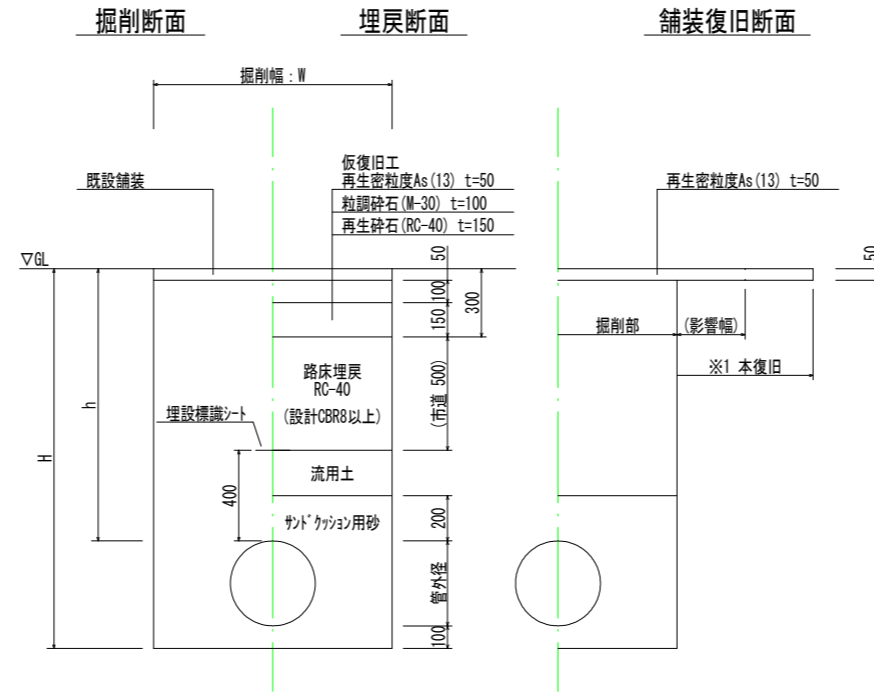 掘削断面
埋戻断面
舗装復旧断面
掘削幅：W
既設舗装
仮復旧工
再生密粒度As(13) t=50
粒調砕石(M-30) t=100
再生砕石(RC-40) t=150
再生密粒度As(13) t=50
▽GL
50
100
150
300
50
掘削部
(影響幅)
※1 本復旧
路床埋戻
RC-40
(設計CBR8以上)
(市道 500)
埋設標識ｼｰﾄ
h
H
400
流用土
ｻﾝﾄﾞｸｯｼｮﾝ用砂
200
管外径
100